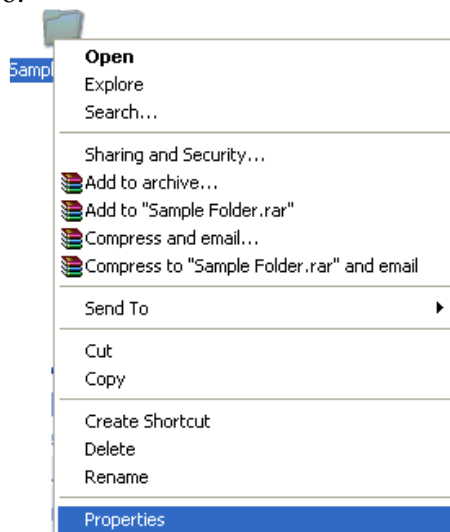 Sampl
Open
Explore
Search...
Sharing and Security...
Add to archive...
Add to "Sample Folder.rar"
Compress and email...
Compress to "Sample Folder.rar" and email
Send To
Cut
Copy
Create Shortcut
Delete
Rename
Properties